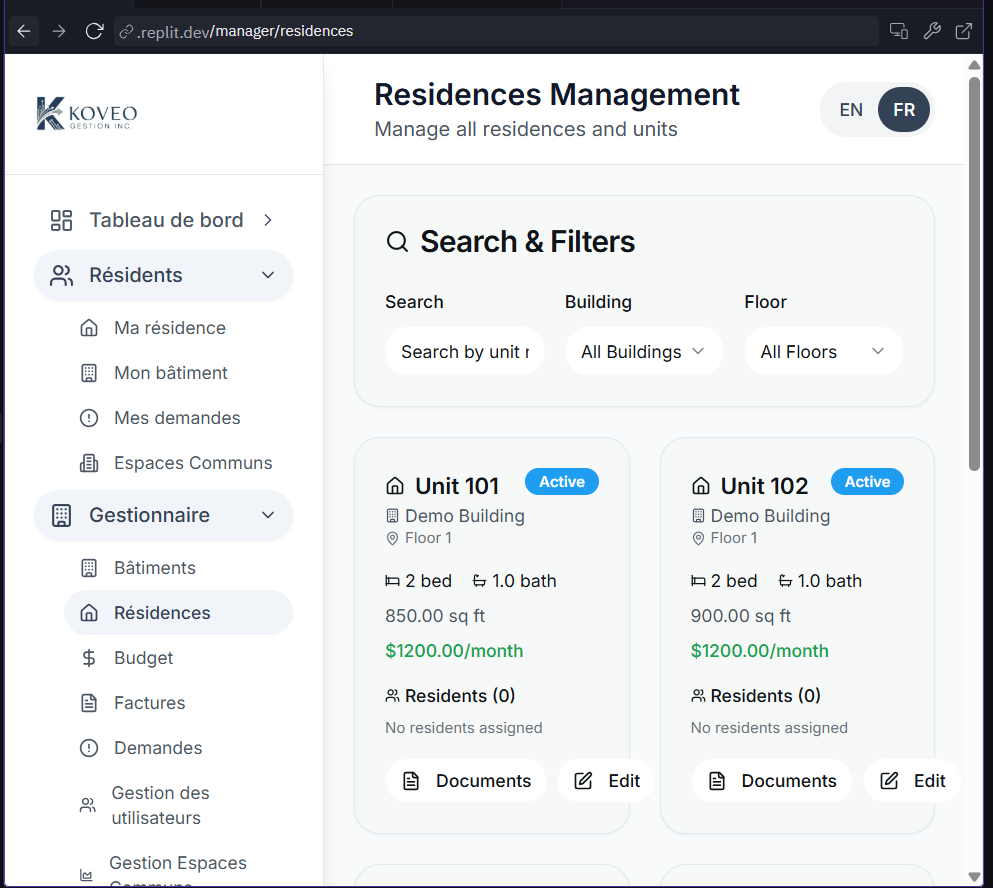 .replit.dev/manager/residences
KOVEO
GESTION INC.
Residences Management
Manage all residences and units
EN FR
Tableau de bord
Résidents
Ma résidence
Mon bâtiment
Mes demandes
Espaces Communs
Gestionnaire
Bâtiments
Résidences
Budget
Factures
Demandes
Gestion des
utilisateurs
Gestion Espaces
Communs
Search & Filters
Search Building Floor
Search by unit r All Buildings All Floors
Unit 101 Active
Demo Building
Floor 1
2 bed 1.0 bath
850.00 sq ft
$1200.00/month
Residents (0)
No residents assigned
Documents Edit
Unit 102 Active
Demo Building
Floor 1
2 bed 1.0 bath
900.00 sq ft
$1200.00/month
Residents (0)
No residents assigned
Documents Edit